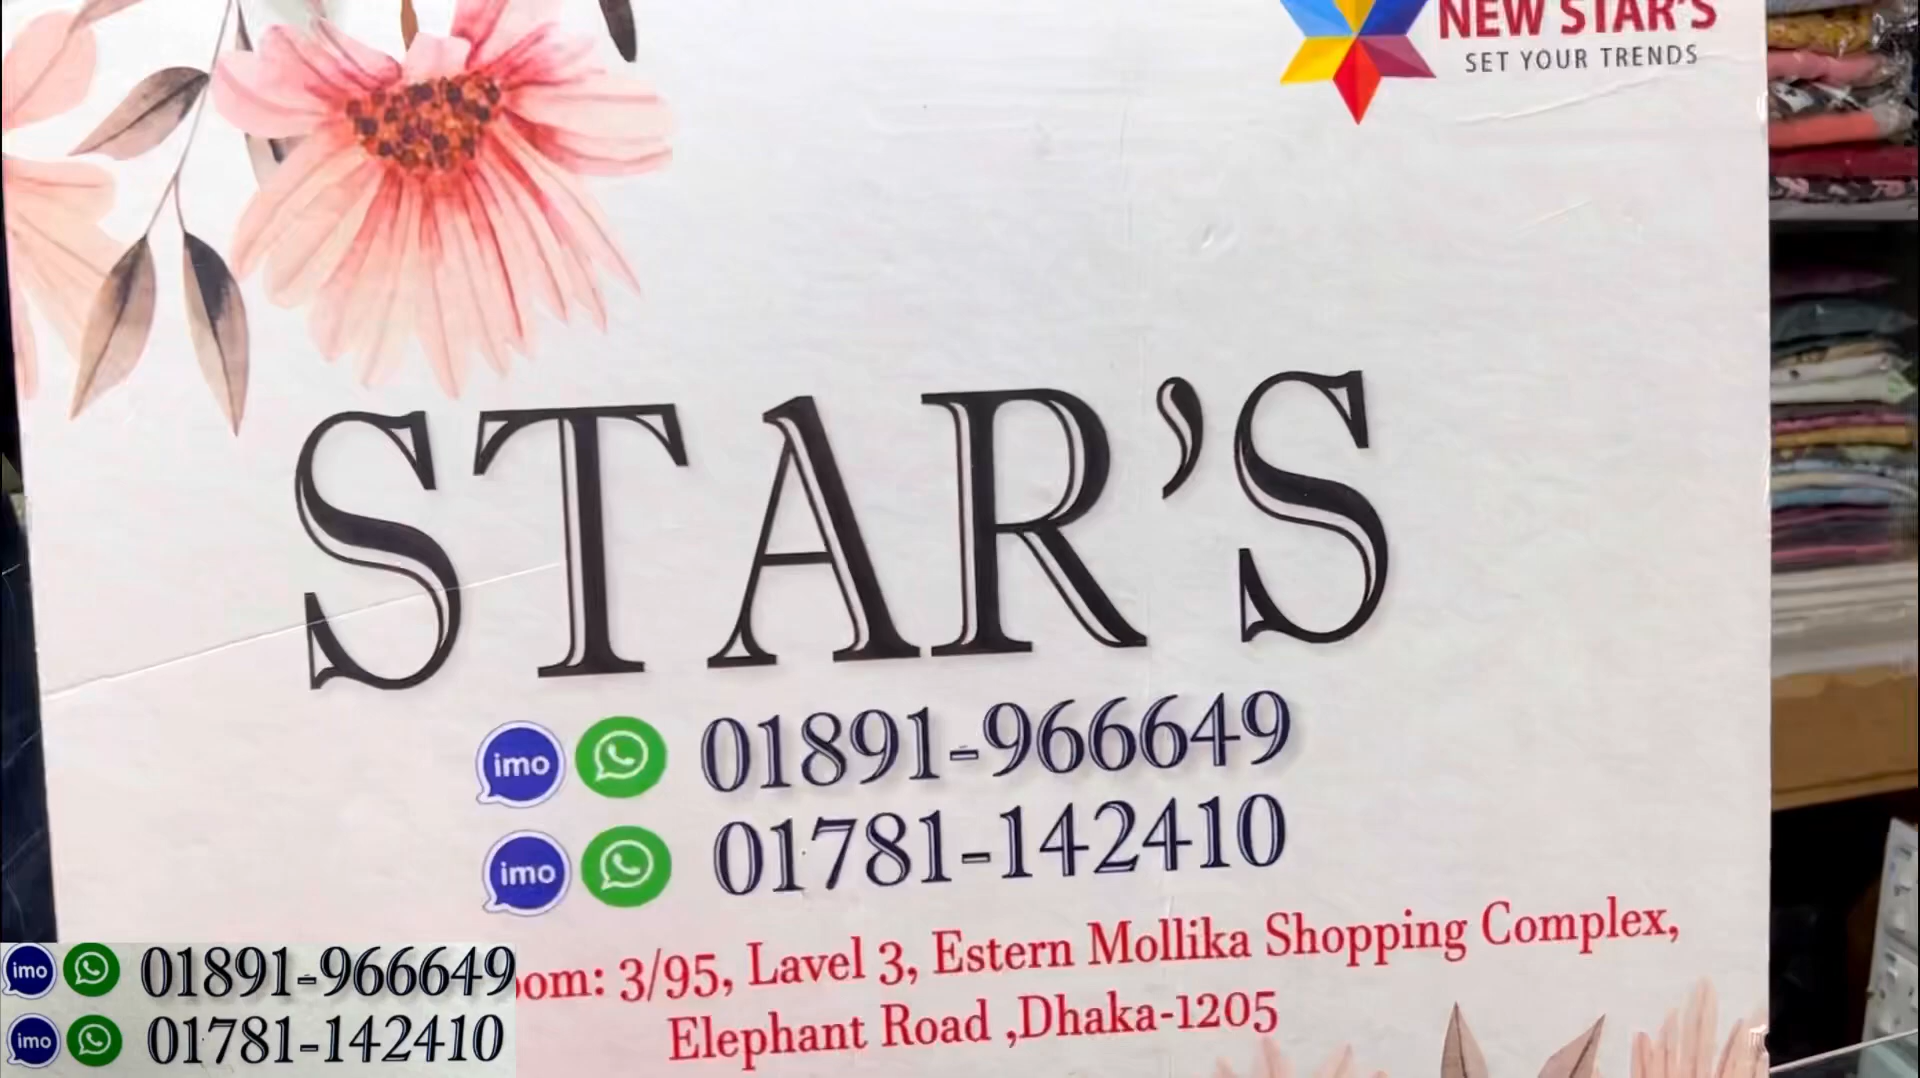 NEW STAR'S
SET YOUR TRENDS
STAR'S
imo 01891-966649
imo 01781-142410
oom: 3/95, Lavel 3, Estern Mollika Shopping Complex,
Elephant Road ,Dhaka-1205
imo 01891-966649
imo 01781-142410